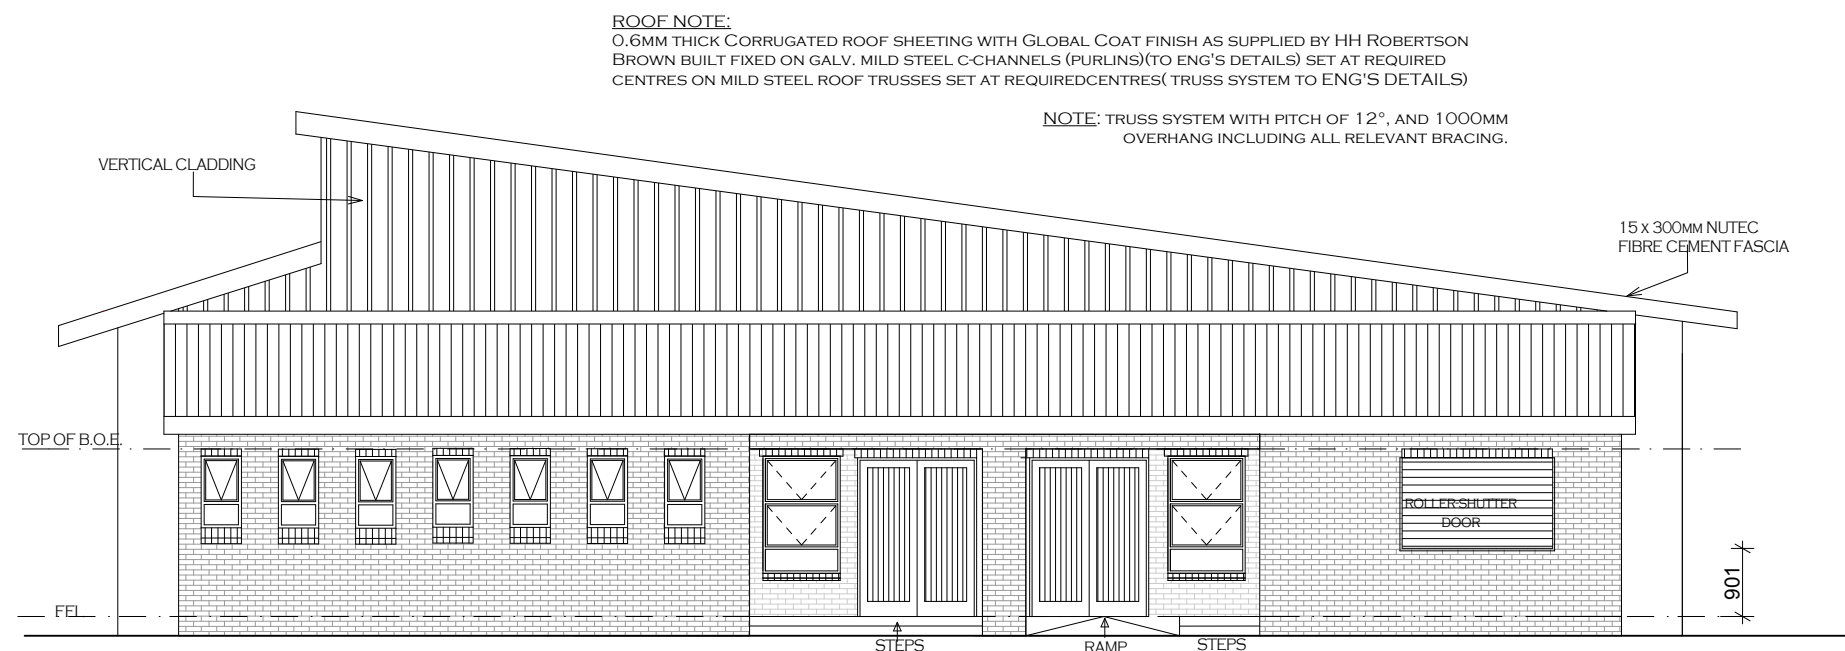 ROOF NOTE:
0.6MM THICK CORRUGATED ROOF SHEETING WITH GLOBAL COAT FINISH AS SUPPLIED BY HH ROBERTSON
BROWN BUILT FIXED ON GALV. MILD STEEL C-CHANNELS (PURLINS)(TO ENG'S DETAILS) SET AT REQUIRED
CENTRES ON MILD STEEL ROOF TRUSSES SET AT REQUIREDCENTRES( TRUSS SYSTEM TO ENG'S DETAILS)
NOTE: TRUSS SYSTEM WITH PITCH OF 12°, AND 1000MM
OVERHANG INCLUDING ALL RELEVANT BRACING.
VERTICAL CLADDING
15 x 300MM NUTEC
FIBRE CEMENT FASCIA
TOP OF B.O.E.
ROLLER-SHUTTER
DOOR
901
FFL
STEPS
RAMP
STEPS